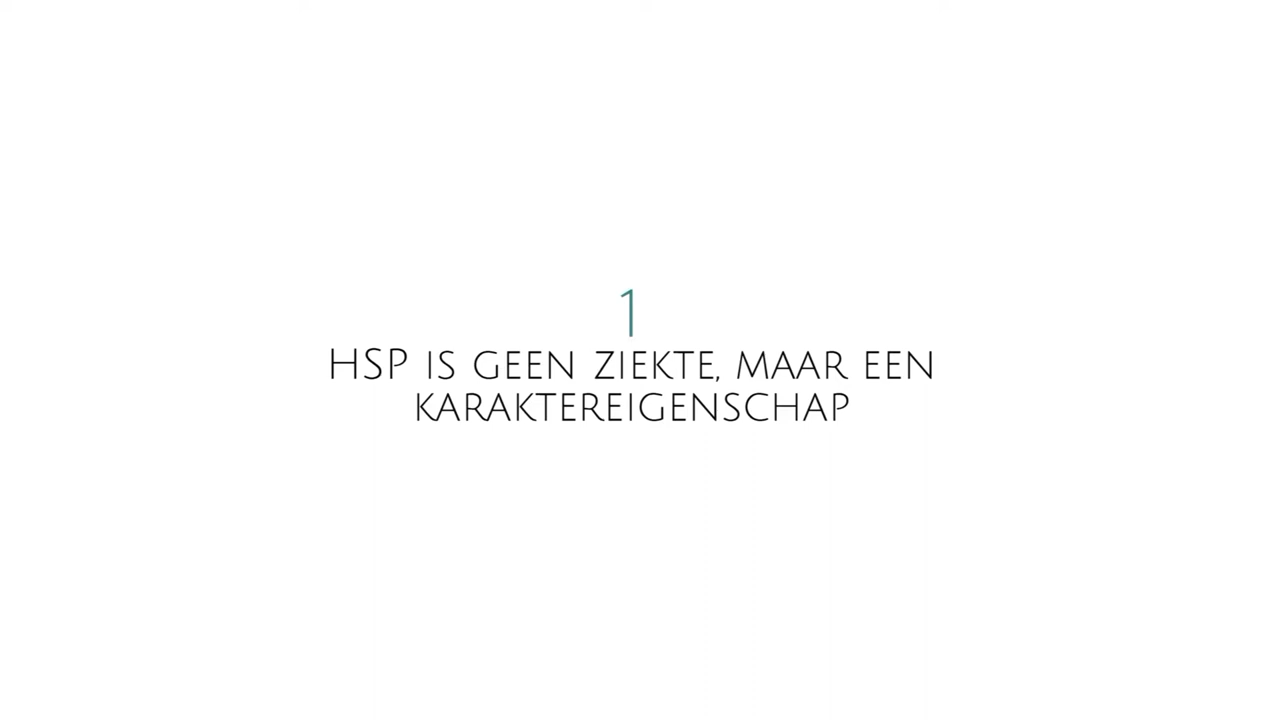 1
HSP IS GEEN ZIEKTE, MAAR EEN
KARAKTEREIGENSCHAP